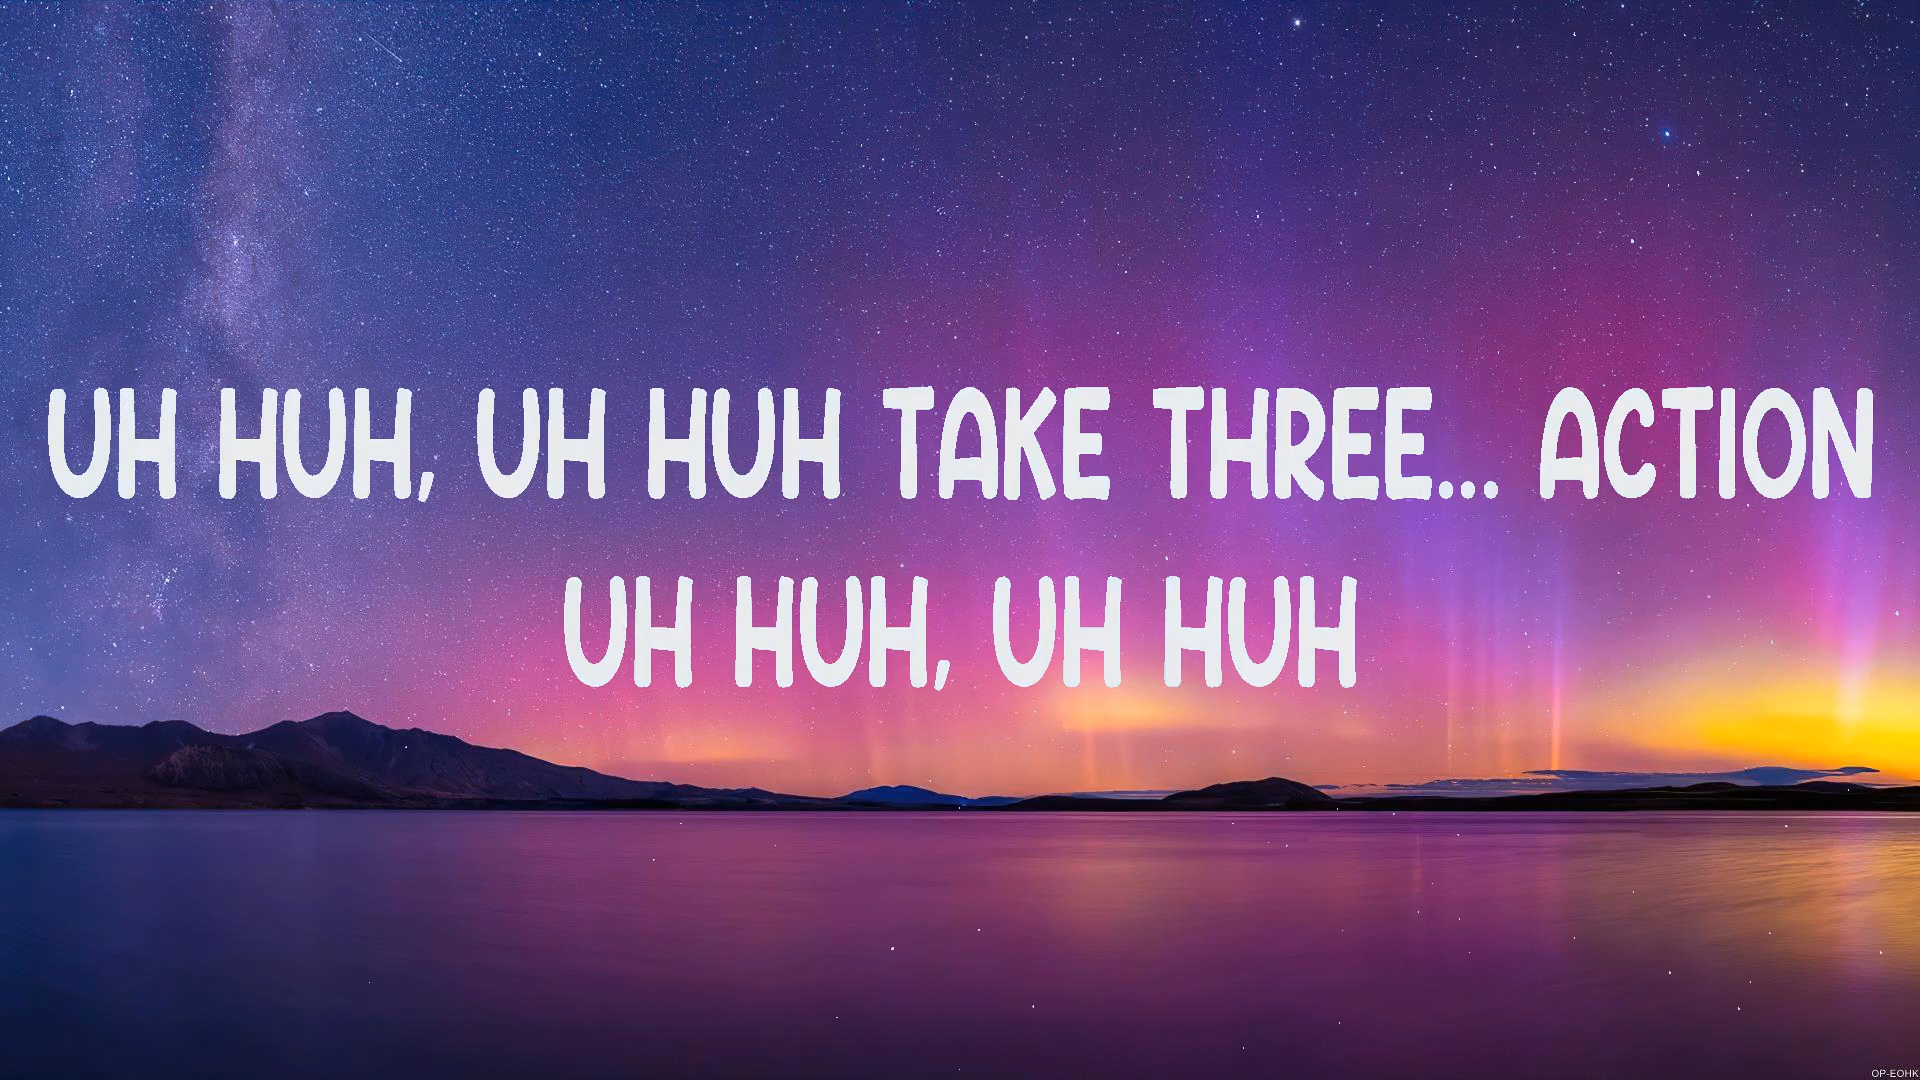 UH HUH, UH HUH TAKE THREE... ACTION
UH HUH, UH HUH
OP-EOHK